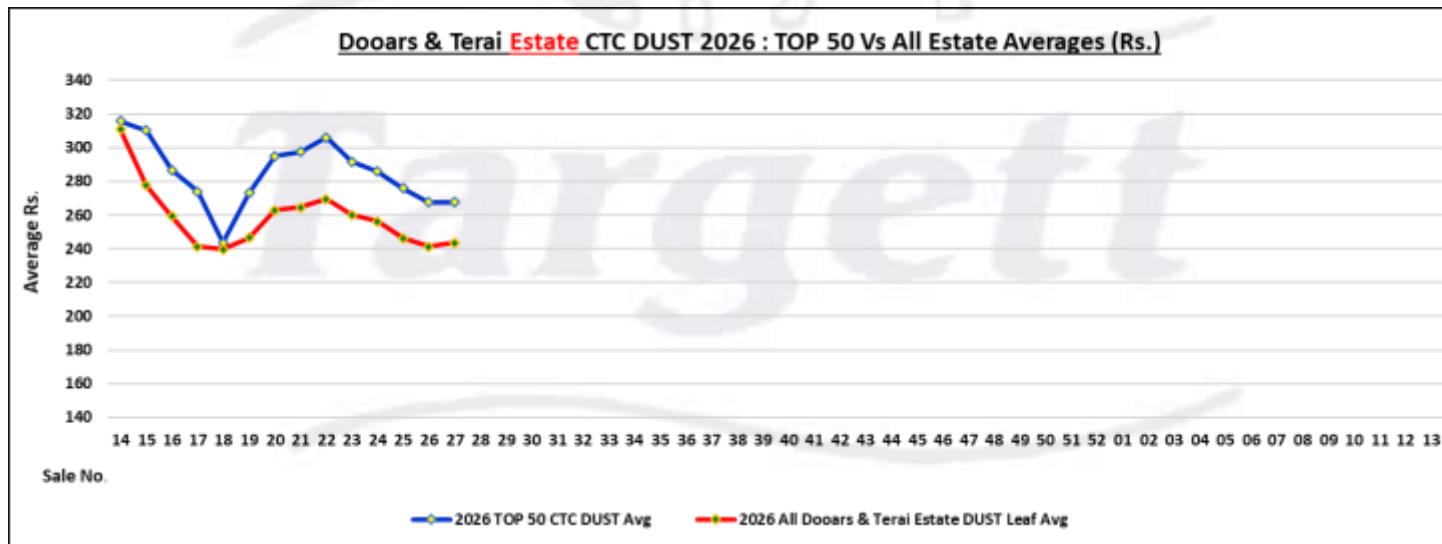 Dooars & Terai Estate CTC DUST 2026 : TOP 50 Vs All Estate Averages (Rs.)
Targett
Average Rs.
340
320
300
280
260
240
220
200
180
160
140
14 15 16 17 18 19 20 21 22 23 24 25 26 27 28 29 30 31 32 33 34 35 36 37 38 39 40 41 42 43 44 45 46 47 48 49 50 51 52 01 02 03 04 05 06 07 08 09 10 11 12 13
Sale No.
2026 TOP 50 CTC DUST Avg
2026 All Dooars & Terai Estate DUST Leaf Avg